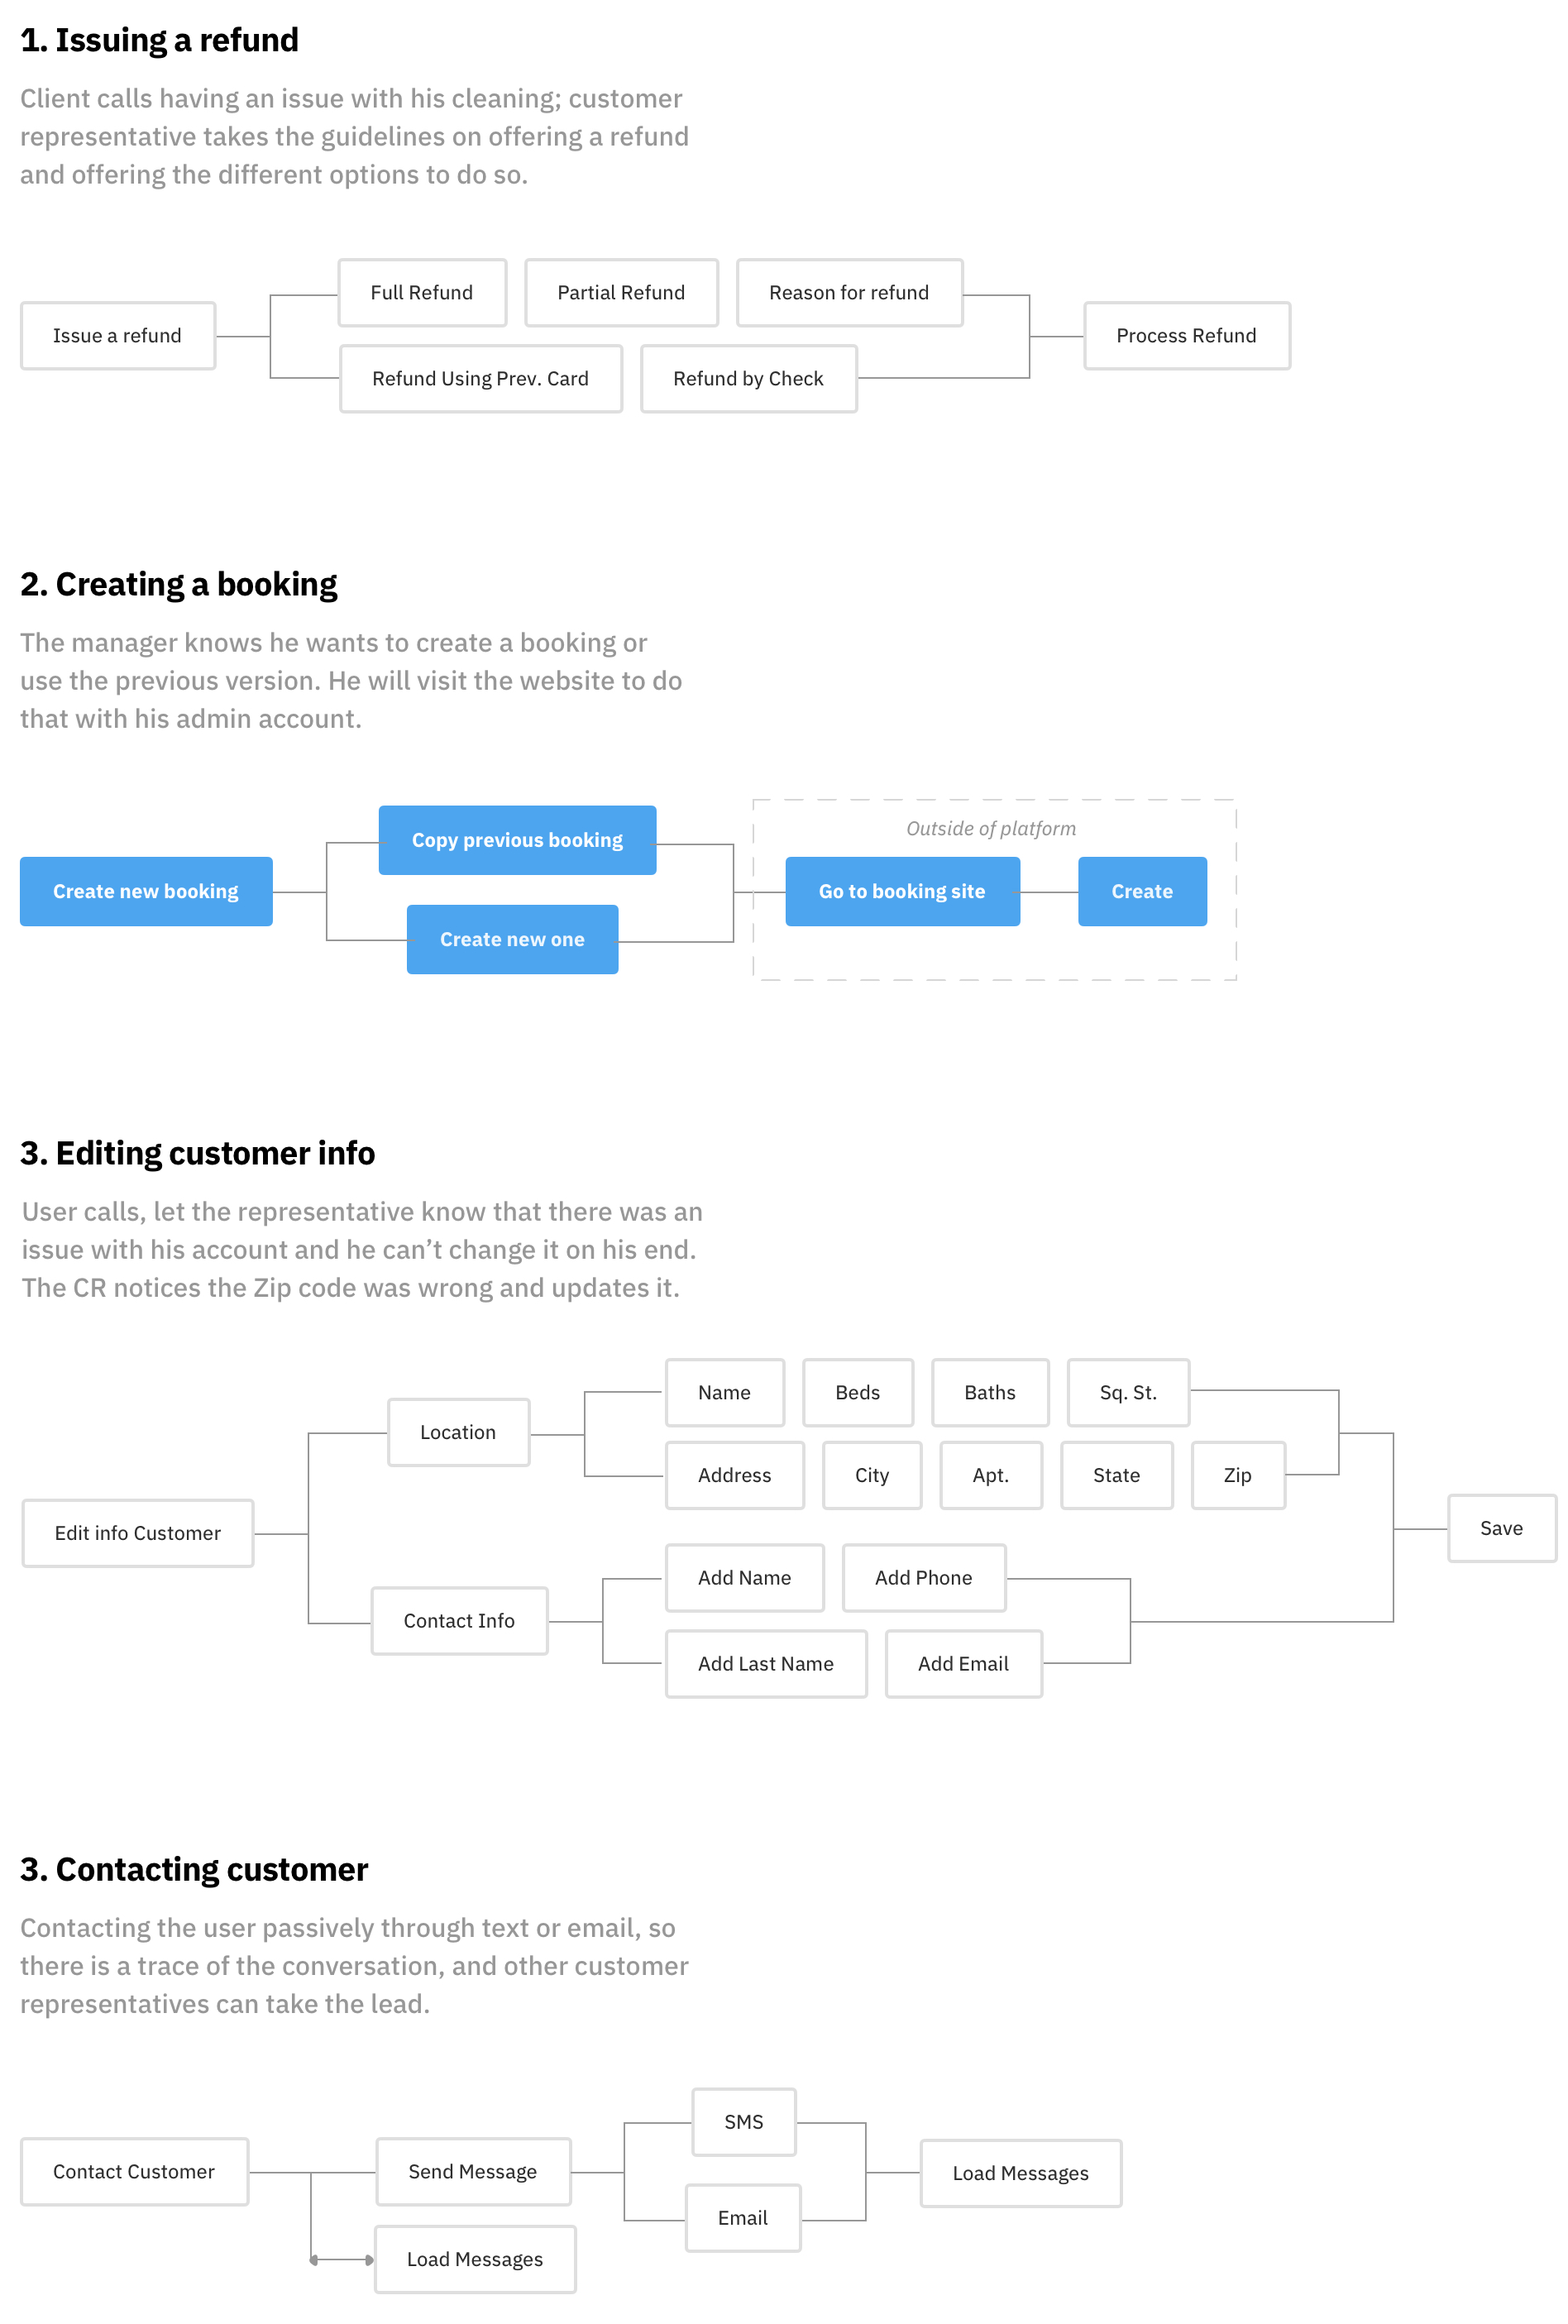 1. Issuing a refund
Client calls having an issue with his cleaning; customer
representative takes the guidelines on offering a refund
and offering the different options to do so.
Full Refund
Partial Refund
Reason for refund
Issue a refund
Process Refund
Refund Using Prev. Card
Refund by Check
2. Creating a booking
The manager knows he wants to create a booking or
use the previous version. He will visit the website to do
that with his admin account.
Outside of platform
Copy previous booking
Create new booking
Go to booking site
Create
Create new one
3. Editing customer info
User calls, let the representative know that there was an
issue with his account and he can’t change it on his end.
The CR notices the Zip code was wrong and updates it.
Name
Beds
Baths
Sq. St.
Location
Address
City
Apt.
State
Zip
Edit info Customer
Save
Add Name
Add Phone
Contact Info
Add Last Name
Add Email
3. Contacting customer
Contacting the user passively through text or email, so
there is a trace of the conversation, and other customer
representatives can take the lead.
SMS
Contact Customer
Send Message
Load Messages
Email
Load Messages